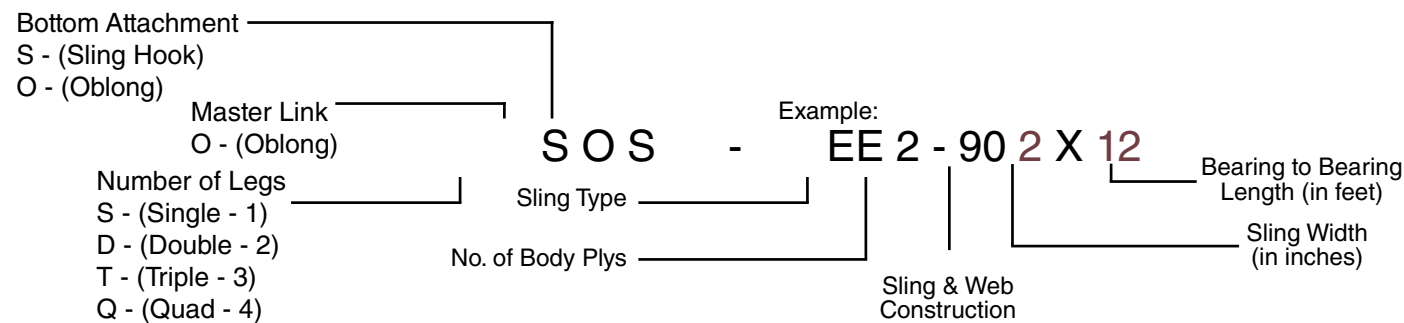 Bottom Attachment
S - (Sling Hook)
O - (Oblong)
Master Link
O - (Oblong)
Number of Legs
S - (Single - 1)
D - (Double - 2)
T - (Triple - 3)
Q - (Quad - 4)
Example:
S O S - EE 2 - 90 2 X 12
Sling Type
No. of Body Plys
Sling & Web
Construction
Bearing to Bearing
Length (in feet)
Sling Width
(in inches)